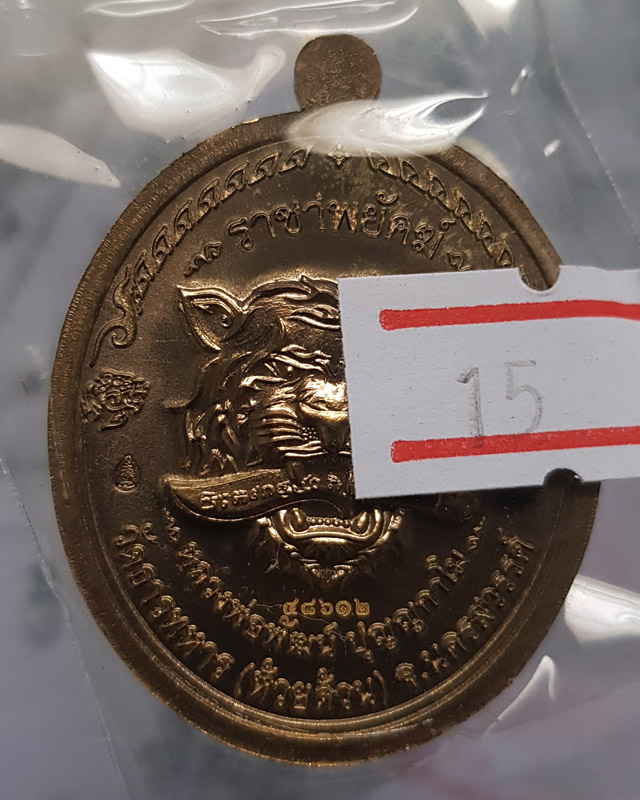 ราชาพยัคฆ์
15
๕๘๖๑๒
หลวงพ่อพัฒน์ ปุญญกาโม
วัดธารทหาร (ห้วยด้วน) จ.นครสวรรค์